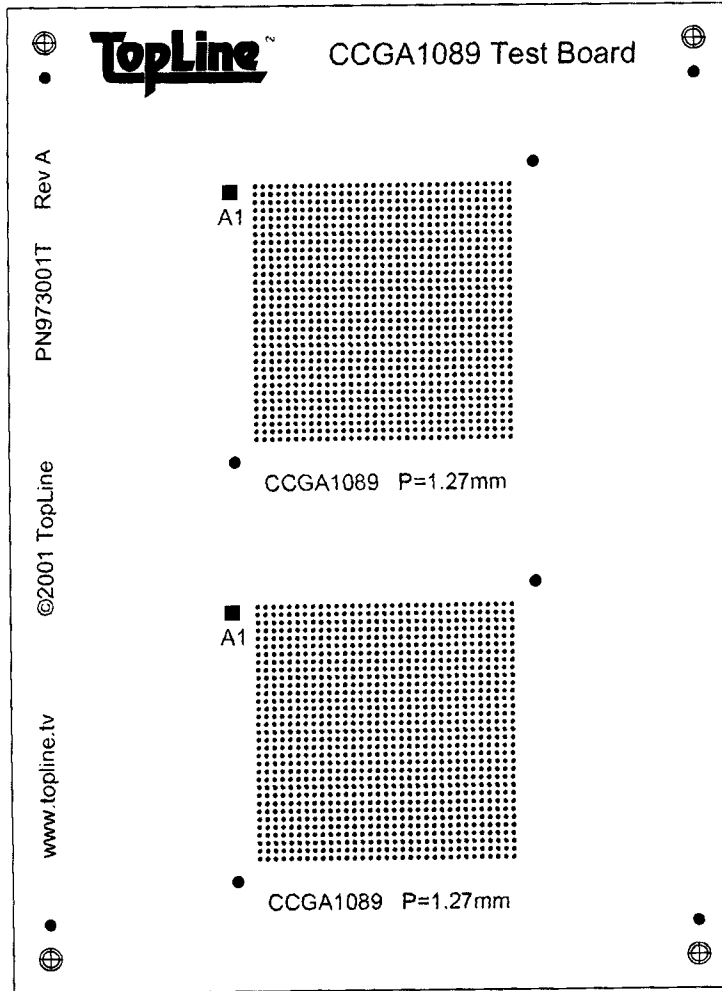 TopLine
CCGA1089 Test Board
A1
CCGA1089 P=1.27mm
A1
CCGA1089 P=1.27mm
www.topline.tv ©2001 TopLine PN973001T Rev A